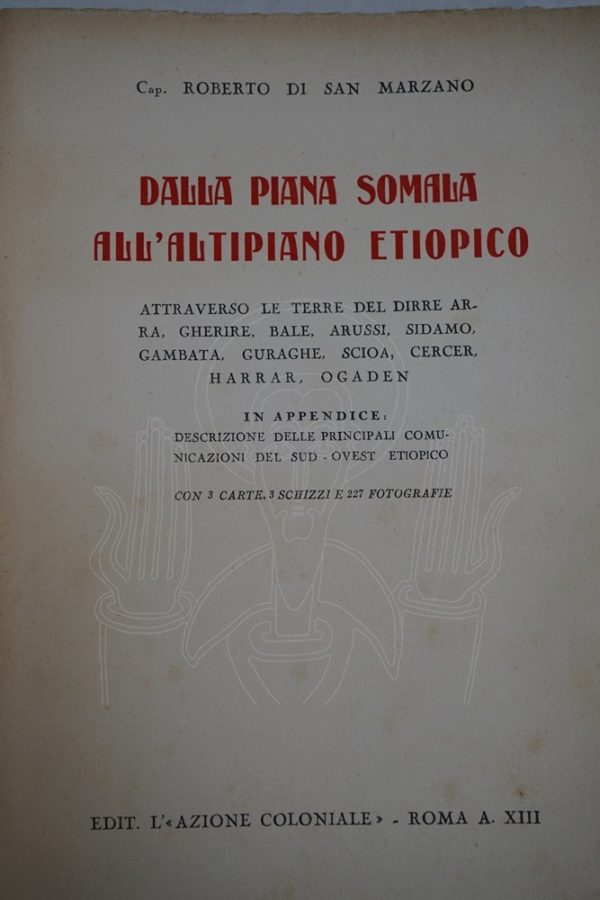 Cap. ROBERTO DI SAN MARZANO
DALLA PIANA SOMALA
ALL'ALTIPIANO ETIOPICO
ATTRAVERSO LE TERRE DEL DIRRE AR-
RA, GHERIRE, BALE, ARUSSI, SIDAMO,
GAMBATA, GURAGHE, SCIOA, CERCER,
HARRAR, OGADEN
IN APPENDICE:
DESCRIZIONE DELLE PRINCIPALI COMU-
NICAZIONI DEL SUD - OVEST ETIOPICO
CON 3 CARTE, 3 SCHIZZI E 227 FOTOGRAFIE
EDIT. L'«AZIONE COLONIALE» - ROMA A. XIII